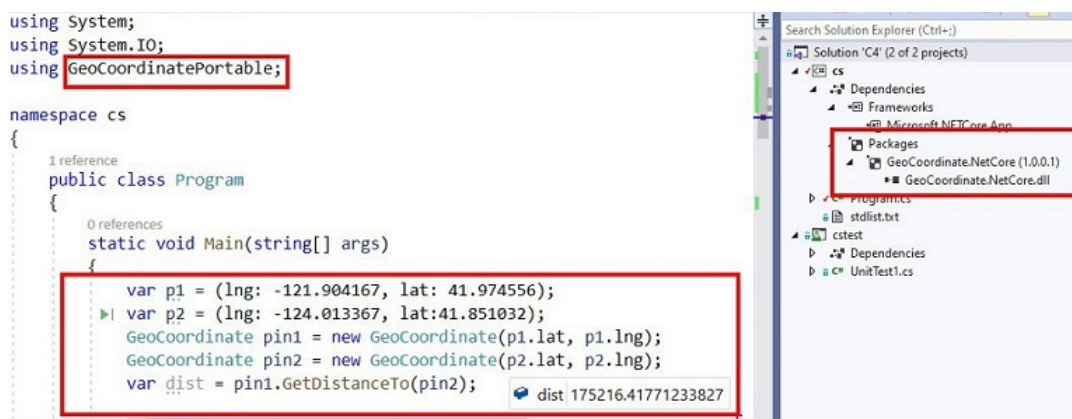 using System;
using System.IO;
using GeoCoordinatePortable;
namespace cs
{
1 reference
public class Program
{
0 references
static void Main(string[] args)
{
var p1 = (lng: -121.904167, lat: 41.974556);
var p2 = (lng: -124.013367, lat:41.851032);
GeoCoordinate pin1 = new GeoCoordinate(p1.lat, p1.lng);
GeoCoordinate pin2 = new GeoCoordinate(p2.lat, p2.lng);
var dist = pin1.GetDistanceTo(pin2);
dist 175216.41771233827
Search Solution Explorer (Ctrl+;)
Solution 'C4' (2 of 2 projects)
C# cs
Dependencies
Frameworks
Microsoft.NETCore.App
Packages
GeoCoordinate.NetCore (1.0.0.1)
GeoCoordinate.NetCore.dll
C# Program.cs
stdlist.txt
cstest
Dependencies
C# UnitTest1.cs